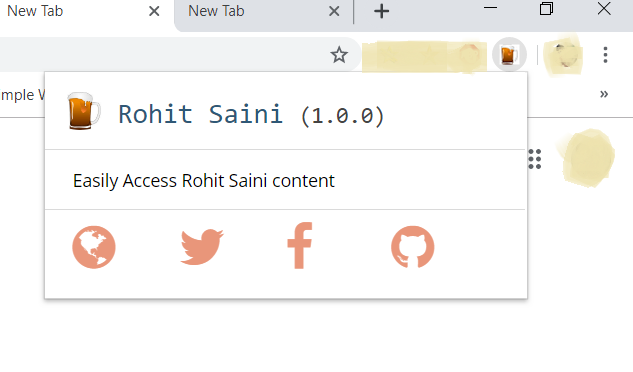 New Tab
New Tab
mple W
Rohit Saini (1.0.0)
Easily Access Rohit Saini content